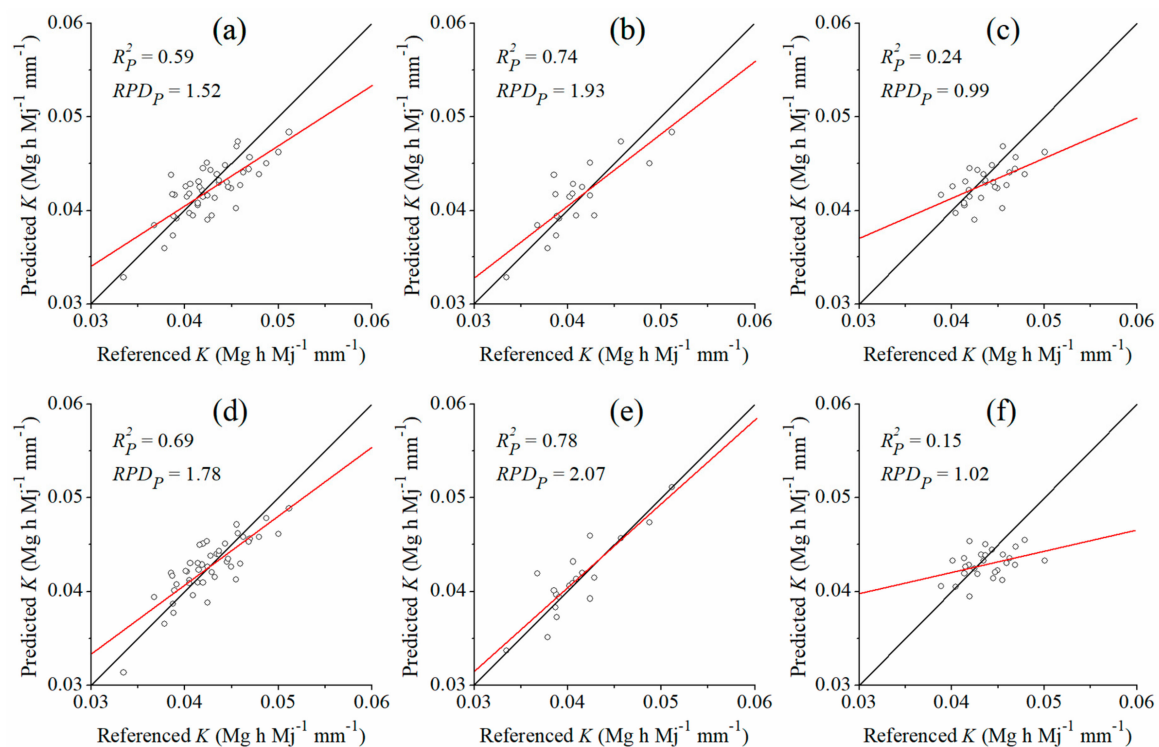 (a)
R²P = 0.59
RPDP = 1.52
0.06
0.05
0.04
0.03
Predicted K (Mg h Mj⁻¹ mm⁻¹)
0.03 0.04 0.05 0.06
Referenced K (Mg h Mj⁻¹ mm⁻¹)
(b)
R²P = 0.74
RPDP = 1.93
0.06
0.05
0.04
0.03
Predicted K (Mg h Mj⁻¹ mm⁻¹)
0.03 0.04 0.05 0.06
Referenced K (Mg h Mj⁻¹ mm⁻¹)
(c)
R²P = 0.24
RPDP = 0.99
0.06
0.05
0.04
0.03
Predicted K (Mg h Mj⁻¹ mm⁻¹)
0.03 0.04 0.05 0.06
Referenced K (Mg h Mj⁻¹ mm⁻¹)
(d)
R²P = 0.69
RPDP = 1.78
0.06
0.05
0.04
0.03
Predicted K (Mg h Mj⁻¹ mm⁻¹)
0.03 0.04 0.05 0.06
Referenced K (Mg h Mj⁻¹ mm⁻¹)
(e)
R²P = 0.78
RPDP = 2.07
0.06
0.05
0.04
0.03
Predicted K (Mg h Mj⁻¹ mm⁻¹)
0.03 0.04 0.05 0.06
Referenced K (Mg h Mj⁻¹ mm⁻¹)
(f)
R²P = 0.15
RPDP = 1.02
0.06
0.05
0.04
0.03
Predicted K (Mg h Mj⁻¹ mm⁻¹)
0.03 0.04 0.05 0.06
Referenced K (Mg h Mj⁻¹ mm⁻¹)